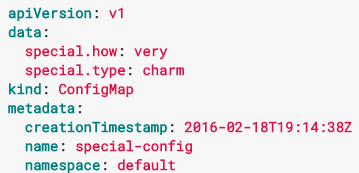 apiVersion: v1
data:
  special.how: very
  special.type: charm
kind: ConfigMap
metadata:
  creationTimestamp: 2016-02-18T19:14:38Z
  name: special-config
  namespace: default